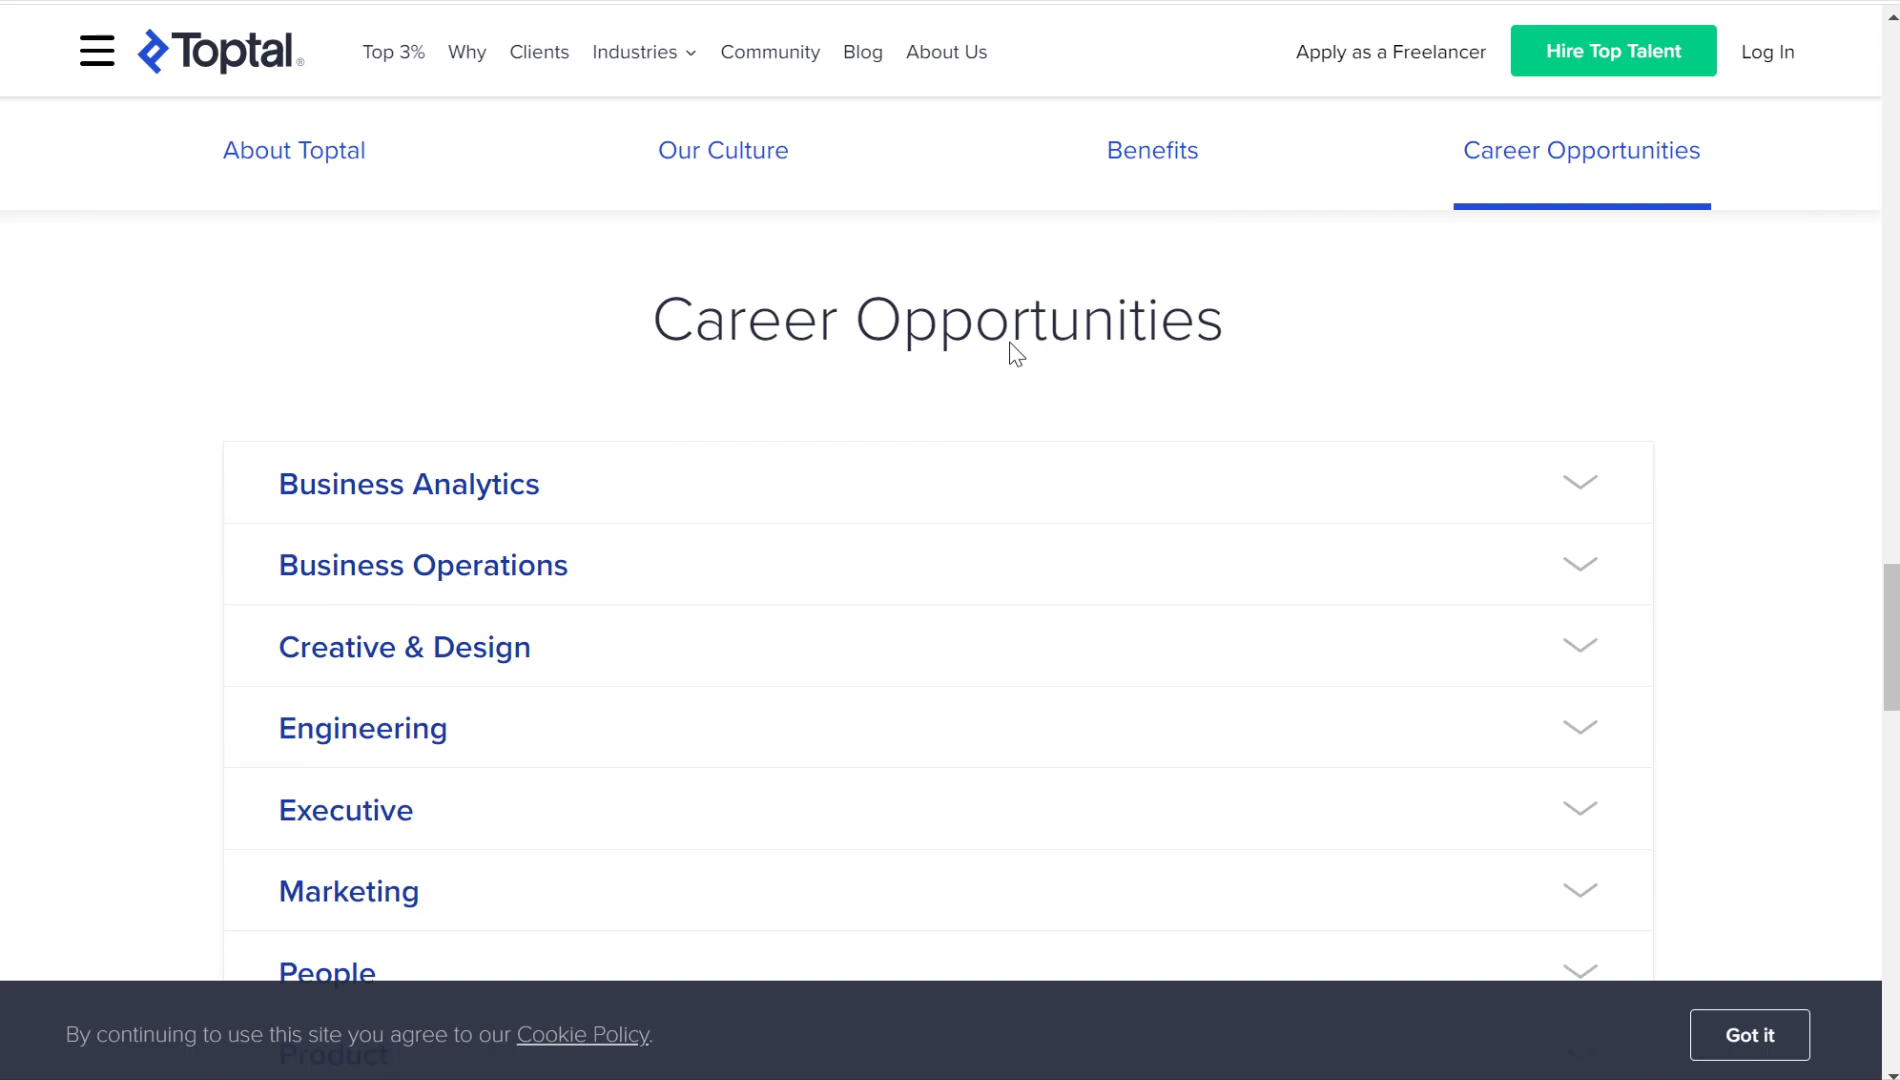 Toptal®
Top 3% Why Clients Industries Community Blog About Us
Apply as a Freelancer Hire Top Talent Log In
About Toptal Our Culture Benefits Career Opportunities
Career Opportunities
Business Analytics
Business Operations
Creative & Design
Engineering
Executive
Marketing
People
By continuing to use this site you agree to our Cookie Policy.
Got it
Product